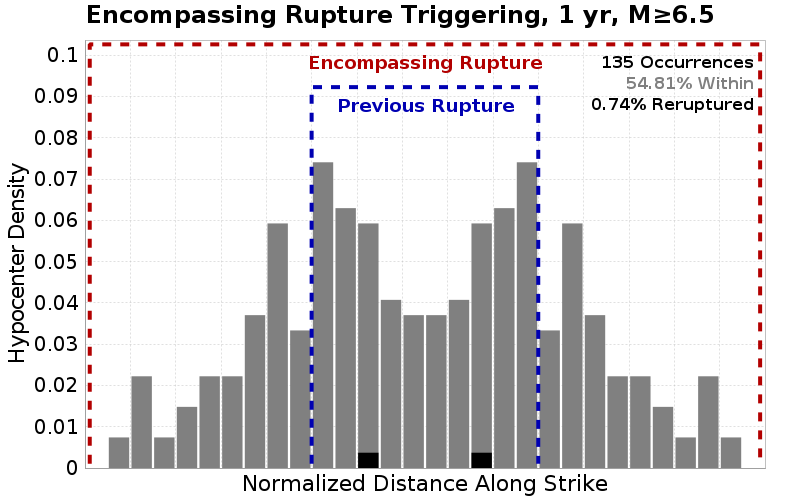 Encompassing Rupture Triggering, 1 yr, M≥6.5
Encompassing Rupture
135 Occurrences
54.81% Within
0.74% Reruptured
Previous Rupture
Hypocenter Density
0.1
0.09
0.08
0.07
0.06
0.05
0.04
0.03
0.02
0.01
0
Normalized Distance Along Strike